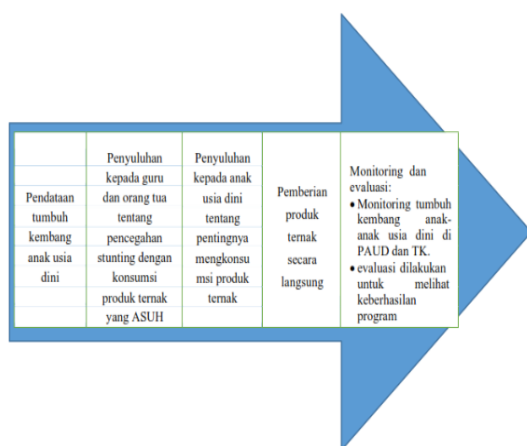 Pendataan
tumbuh
kembang
anak usia
dini
Penyuluhan
kepada guru
dan orang tua
tentang
pencegahan
stunting dengan
konsumsi
produk ternak
yang ASUH
Penyuluhan
kepada anak
usia dini
tentang
pentingnya
mengkonsu
msi produk
ternak
Pemberian
produk
ternak
secara
langsung
Monitoring dan
evaluasi:
• Monitoring tumbuh
kembang anak-
anak usia dini di
PAUD dan TK.
• evaluasi dilakukan
untuk melihat
keberhasilan
program